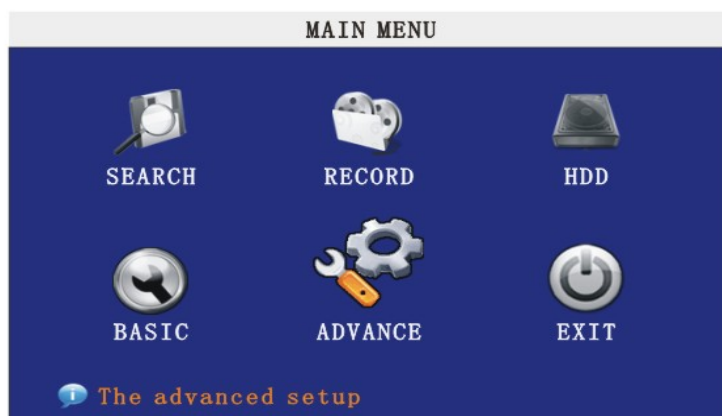 MAIN MENU
SEARCH RECORD HDD
BASIC ADVANCE EXIT
The advanced setup